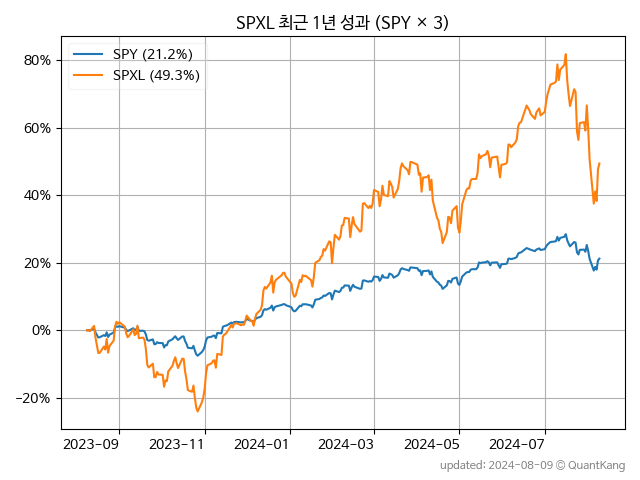 SPXL 최근 1년 성과 (SPY × 3)
SPY (21.2%)
SPXL (49.3%)
80%
60%
40%
20%
0%
−20%
2023-09 2023-11 2024-01 2024-03 2024-05 2024-07
updated: 2024-08-09 © QuantKang